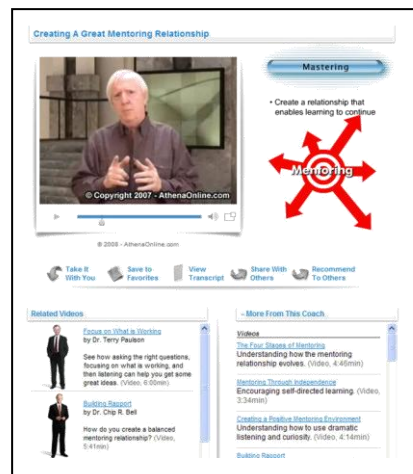 Creating A Great Mentoring Relationship
Mastering
• Create a relationship that
enables learning to continue
Mentoring
© Copyright 2007 - AthenaOnline.com
© 2008 - AthenaOnline.com
Take It
With You
Save to
Favorites
View
Transcript
Share With
Others
Recommend
To Others
Related Videos
Focus on What is Working
by Dr. Terry Paulson
See how asking the right questions,
focusing on what is working, and
then listening can help you get some
great ideas. (Video, 6:00min).
Building Rapport
by Dr. Chip R. Bell
How do you create a balanced
mentoring relationship? (Video,
5:41min)
More From This Coach
Videos
The Four Stages of Mentoring
Understanding how the mentoring
relationship evolves. (Video, 4:46min)
Mentoring Through Independence
Encouraging self-directed learning. (Video,
3:34min)
Creating a Positive Mentoring Environment
Understanding how to use dramatic
listening and curiosity. (Video, 4:14min)
Building Rapport